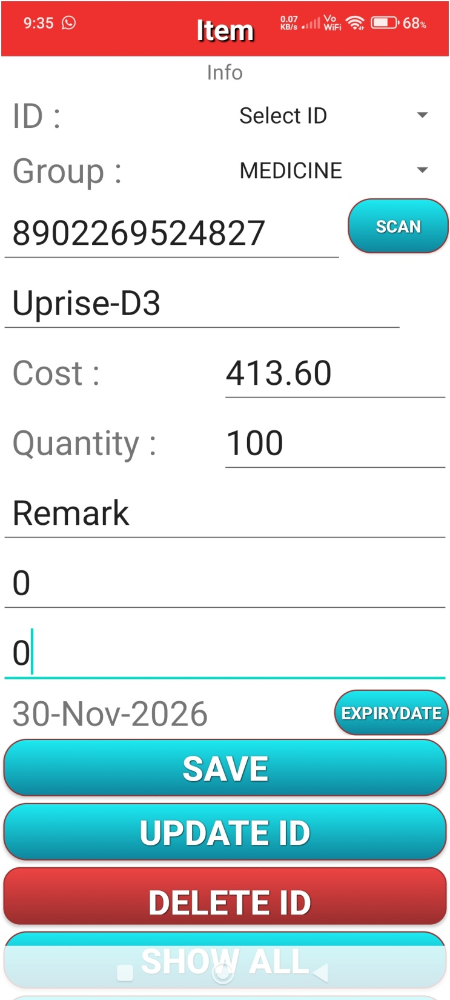 9:35 0.07 KB/s Vo WiFi 68%
Item
Info
ID : Select ID
Group : MEDICINE
8902269524827 SCAN
Uprise-D3
Cost : 413.60
Quantity : 100
Remark
0
0
30-Nov-2026 EXPIRYDATE
SAVE
UPDATE ID
DELETE ID
SHOW ALL